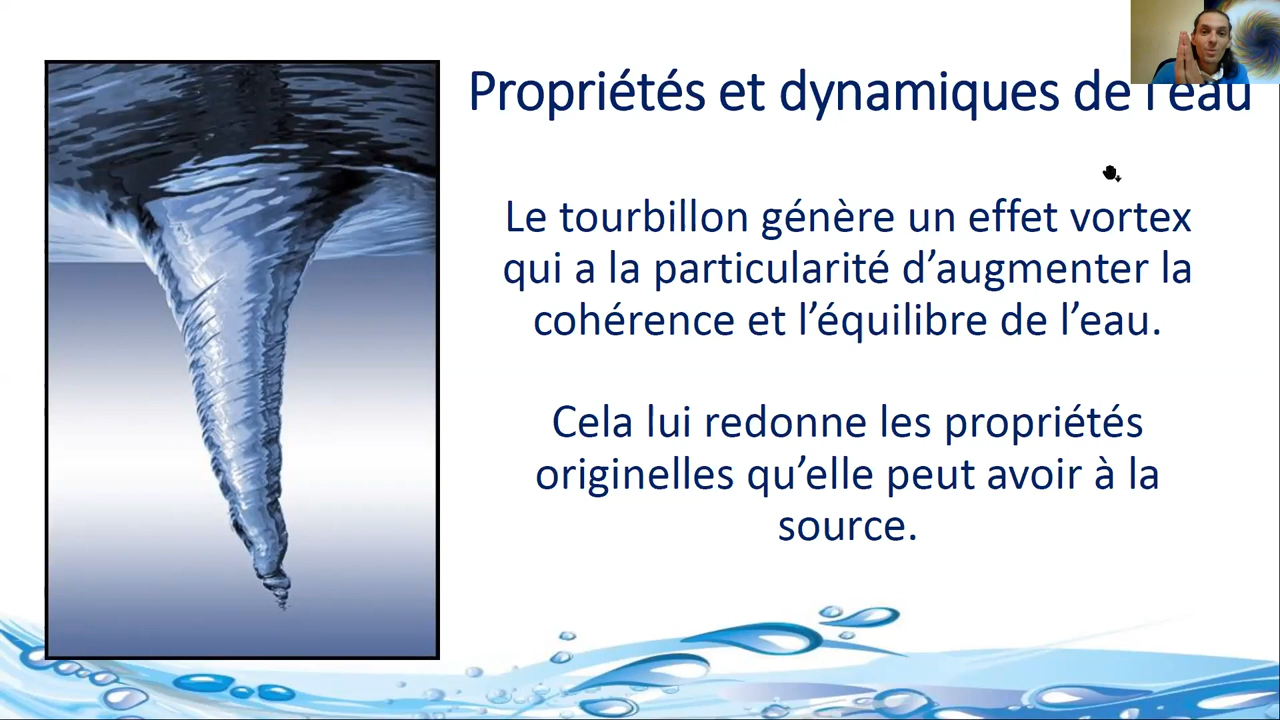 Propriétés et dynamiques de l'eau
Le tourbillon génère un effet vortex
qui a la particularité d’augmenter la
cohérence et l’équilibre de l’eau.
Cela lui redonne les propriétés
originelles qu’elle peut avoir à la
source.